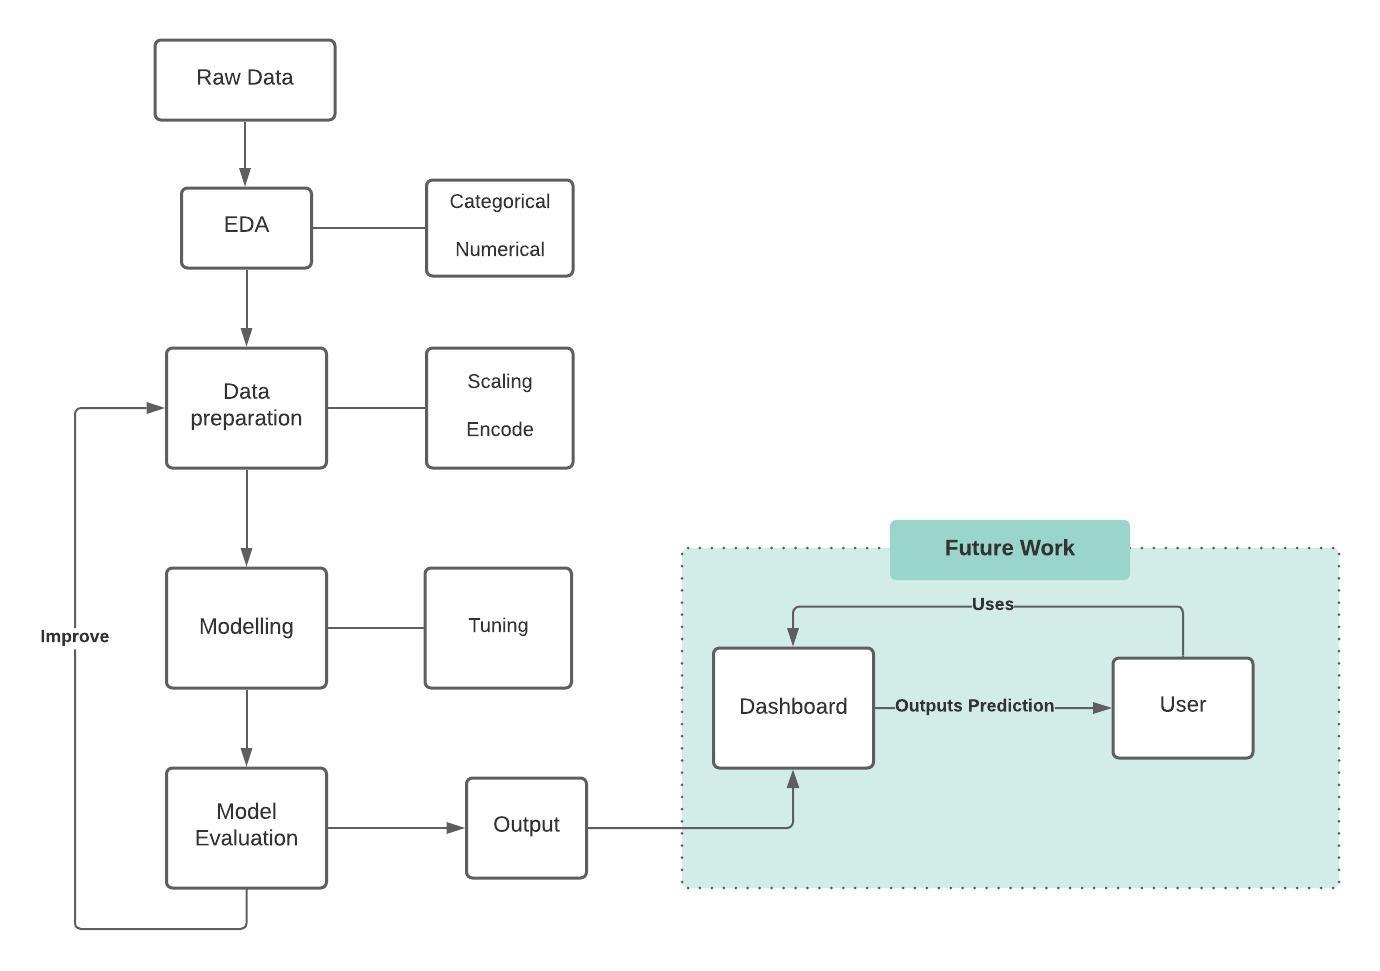 Raw Data
EDA
Categorical
Numerical
Data
preparation
Scaling
Encode
Modelling
Tuning
Improve
Model
Evaluation
Output
Future Work
Uses
Dashboard
Outputs Prediction
User